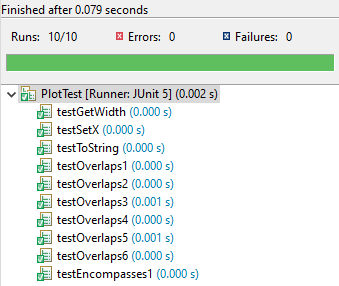 Finished after 0.079 seconds
Runs: 10/10 Errors: 0 Failures: 0
PlotTest [Runner: JUnit 5] (0.002 s)
testGetWidth (0.000 s)
testSetX (0.000 s)
testToString (0.000 s)
testOverlaps1 (0.000 s)
testOverlaps2 (0.000 s)
testOverlaps3 (0.001 s)
testOverlaps4 (0.000 s)
testOverlaps5 (0.001 s)
testOverlaps6 (0.000 s)
testEncompasses1 (0.000 s)